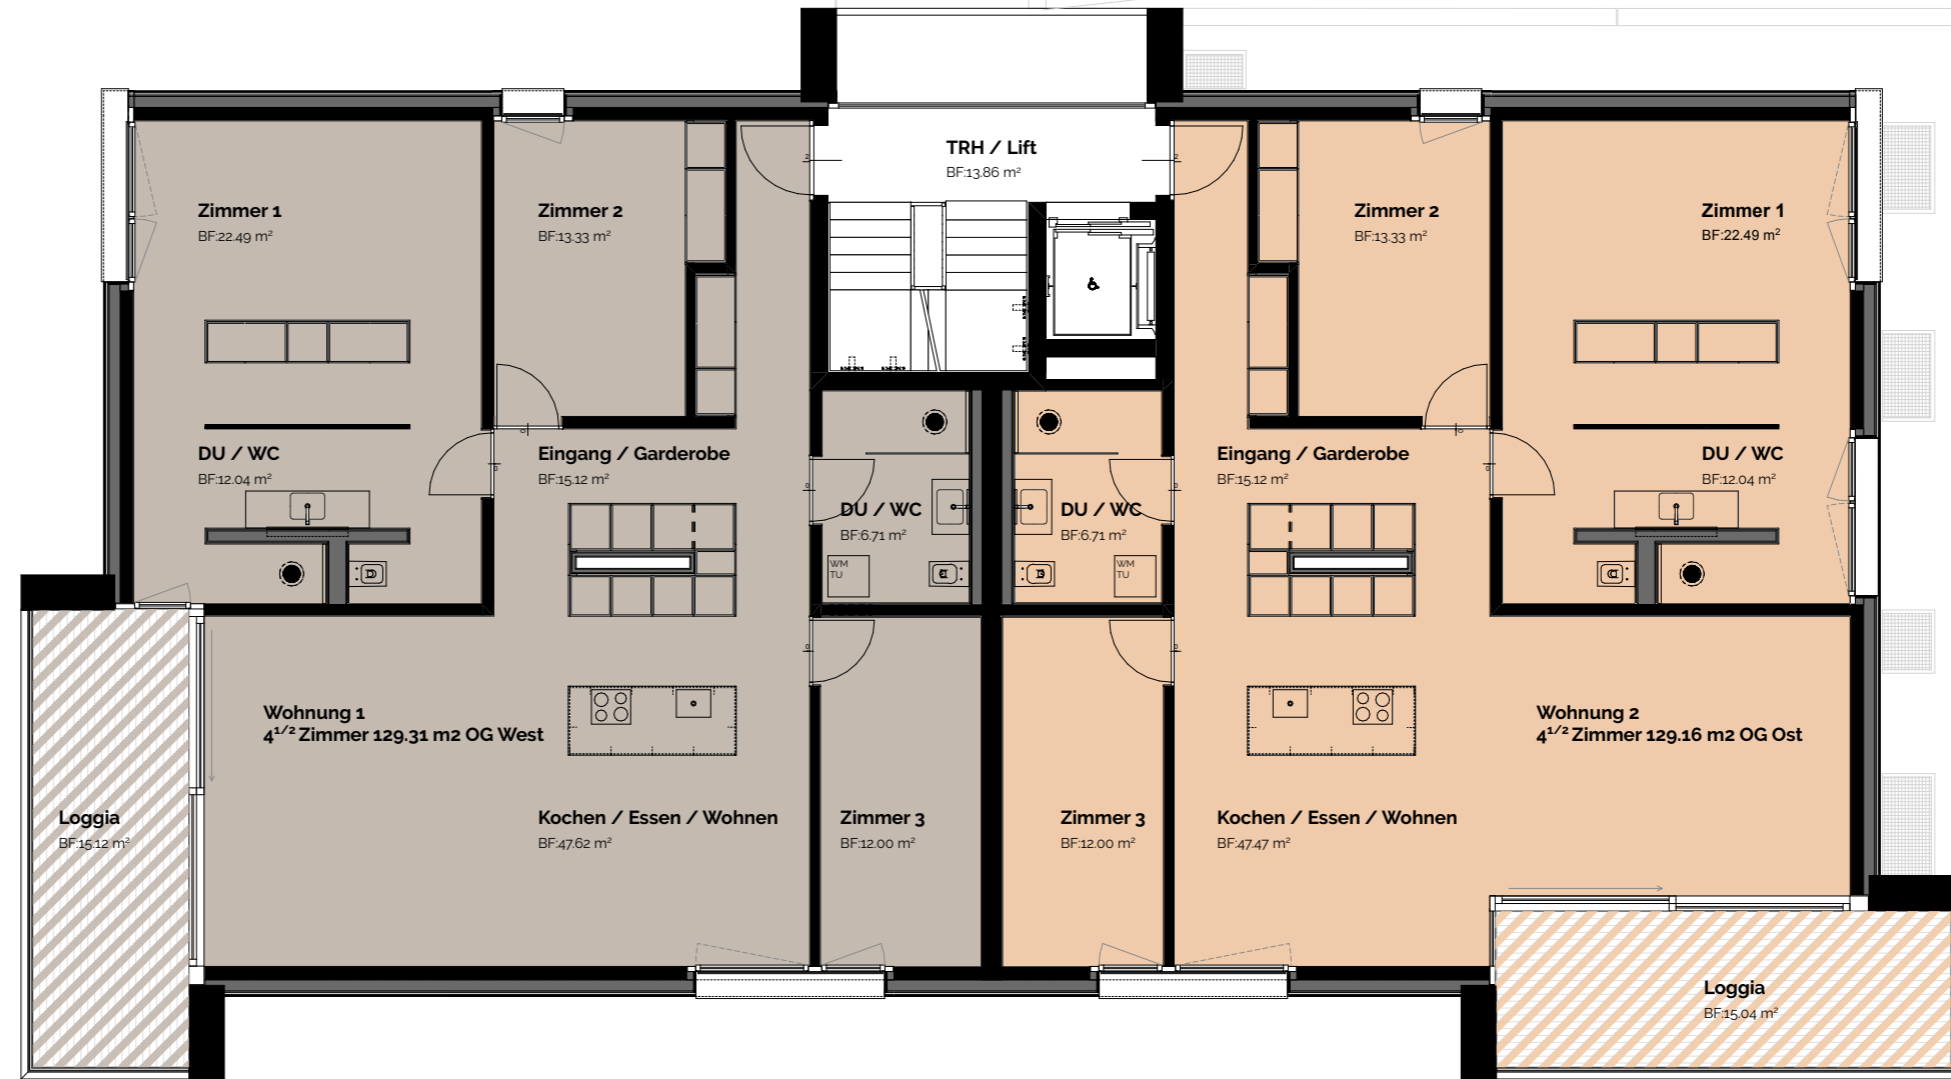 TRH / Lift
BF:13.86 m²
Zimmer 1
BF:22.49 m²
Zimmer 2
BF:13.33 m²
Zimmer 2
BF:13.33 m²
Zimmer 1
BF:22.49 m²
DU / WC
BF:12.04 m²
Eingang / Garderobe
BF:15.12 m²
DU / WC
BF:6.71 m²
WM
TU
DU / WC
BF:6.71 m²
WM
TU
Eingang / Garderobe
BF:15.12 m²
DU / WC
BF:12.04 m²
Wohnung 1
4 1/2 Zimmer 129.31 m2 OG West
Wohnung 2
4 1/2 Zimmer 129.16 m2 OG Ost
Loggia
BF:15.12 m²
Kochen / Essen / Wohnen
BF:47.62 m²
Zimmer 3
BF:12.00 m²
Zimmer 3
BF:12.00 m²
Kochen / Essen / Wohnen
BF:47.47 m²
Loggia
BF:15.04 m²